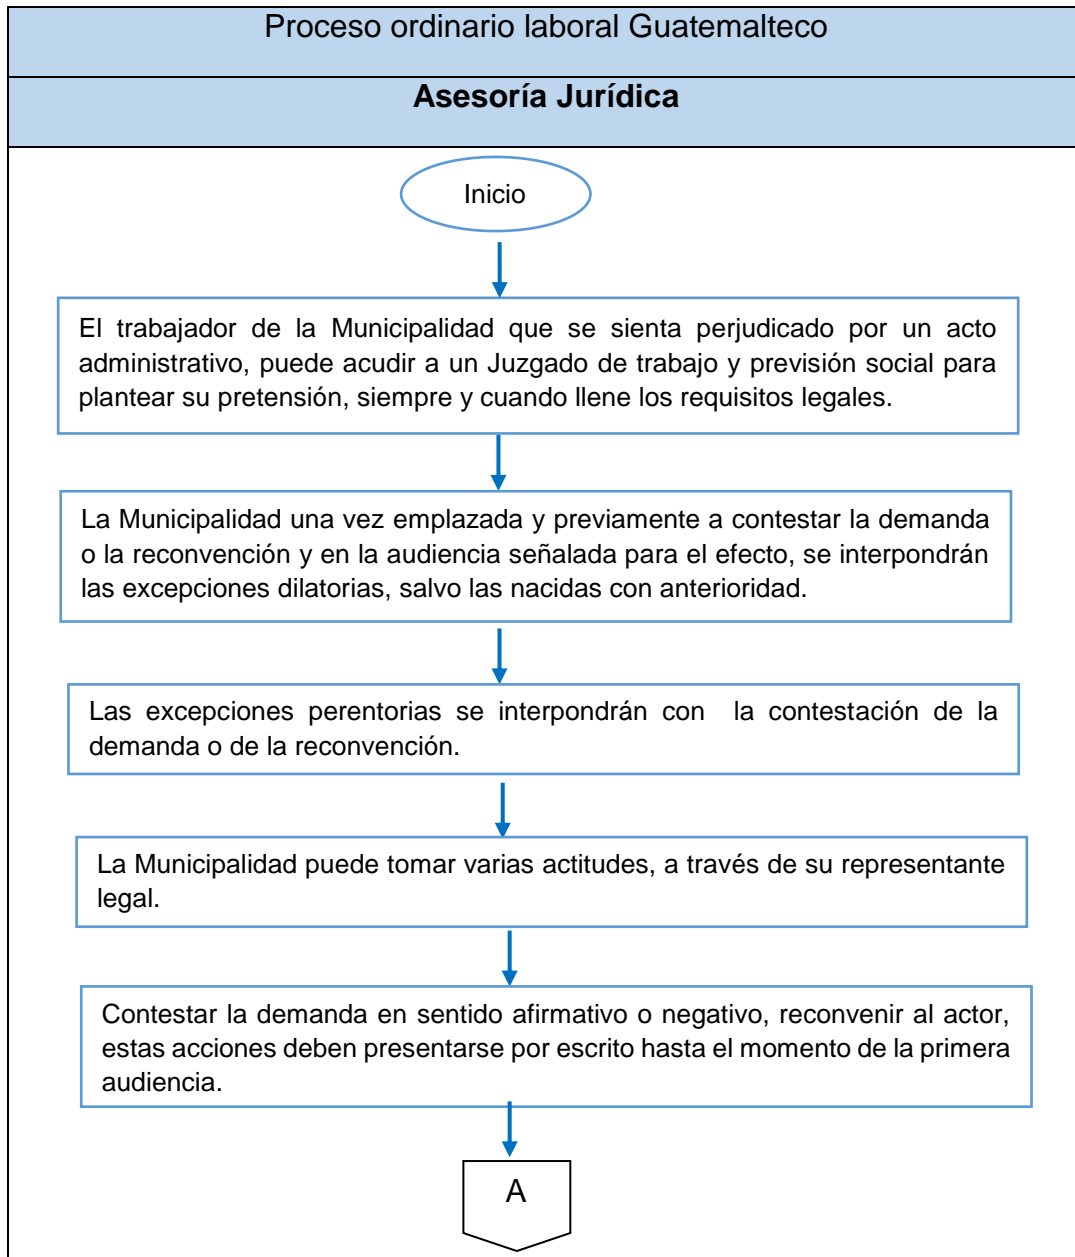 Proceso ordinario laboral Guatemalteco
Asesoría Jurídica
Inicio
El trabajador de la Municipalidad que se sienta perjudicado por un acto
administrativo, puede acudir a un Juzgado de trabajo y previsión social para
plantear su pretensión, siempre y cuando llene los requisitos legales.
La Municipalidad una vez emplazada y previamente a contestar la demanda
o la reconvención y en la audiencia señalada para el efecto, se interpondrán
las excepciones dilatorias, salvo las nacidas con anterioridad.
Las excepciones perentorias se interpondrán con la contestación de la
demanda o de la reconvención.
La Municipalidad puede tomar varias actitudes, a través de su representante
legal.
Contestar la demanda en sentido afirmativo o negativo, reconvenir al actor,
estas acciones deben presentarse por escrito hasta el momento de la primera
audiencia.
A